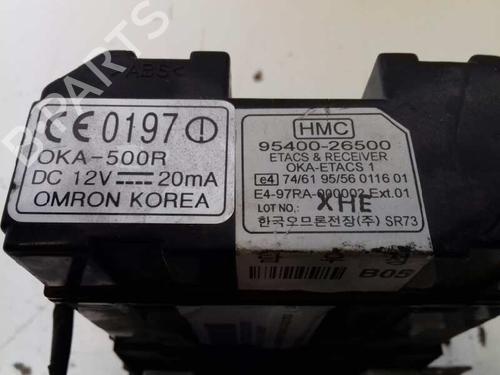 >ABS<
CE 0197
OKA-500R
DC 12V 20mA
OMRON KOREA
HMC
95400-26500
ETACS & RECEIVER
OKA-ETACS 1
e4 74/61 95/56 0116 01
E4-97RA-000002 Ext.01
LOT NO.: XHE
한국오므론전장(주) SR73
B05
B-PARTS